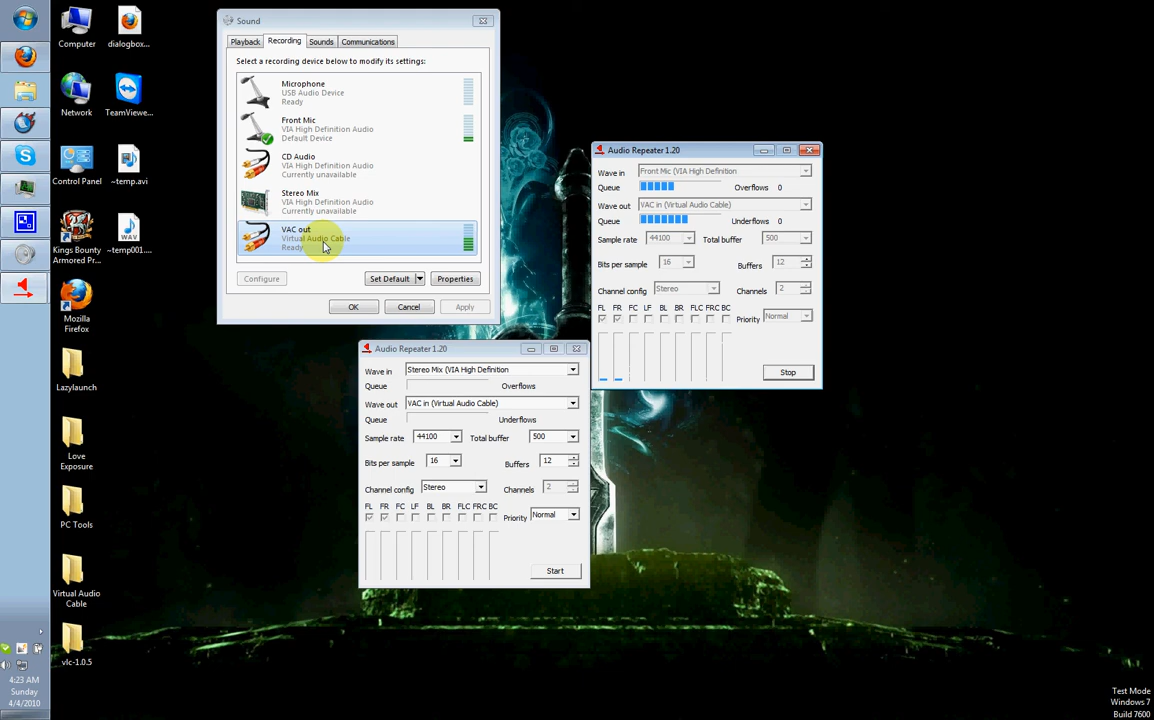 Computer
dialogbox...
Network
TeamViewe...
Control Panel
~temp.avi
Kings Bounty
Armored Pr...
~temp001....
Mozilla
Firefox
Lazylaunch
Love
Exposure
PC Tools
Virtual Audio
Cable
vlc-1.0.5
4:23 AM
Sunday
4/4/2010
Sound
Playback Recording Sounds Communications
Select a recording device below to modify its settings:
Microphone
USB Audio Device
Ready
Front Mic
VIA High Definition Audio
Default Device
CD Audio
VIA High Definition Audio
Currently unavailable
Stereo Mix
VIA High Definition Audio
Currently unavailable
VAC out
Virtual Audio Cable
Ready
Configure Set Default Properties
OK Cancel Apply
Audio Repeater 1.20
Wave in Front Mic (VIA High Definition
Queue Overflows 0
Wave out VAC in (Virtual Audio Cable)
Queue Underflows 0
Sample rate 44100 Total buffer 500
Bits per sample 16 Buffers 12
Channel config Stereo Channels 2
FL FR FC LF BL BR FLC FRC BC
Priority Normal
Stop
Audio Repeater 1.20
Wave in Stereo Mix (VIA High Definition
Queue Overflows
Wave out VAC in (Virtual Audio Cable)
Queue Underflows
Sample rate 44100 Total buffer 500
Bits per sample 16 Buffers 12
Channel config Stereo Channels 2
FL FR FC LF BL BR FLC FRC BC
Priority Normal
Start
Test Mode
Windows 7
Build 7600